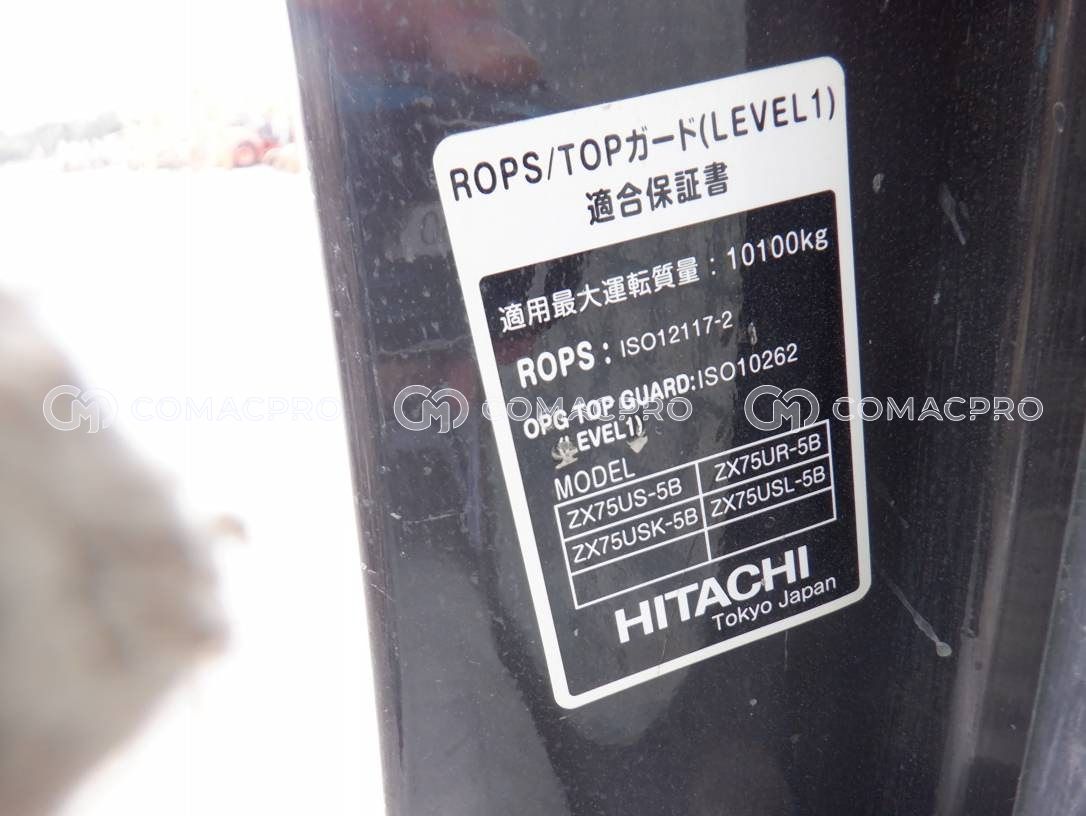 ROPS/TOPガード(LEVEL1)
適合保証書
適用最大運転質量：10100kg
ROPS：ISO12117-2
OPG TOP GUARD:ISO10262
(LEVEL1)
MODEL
ZX75US-5B ZX75UR-5B
ZX75USK-5B ZX75USL-5B
HITACHI
Tokyo Japan
COMACPRO COMACPRO COMACPRO